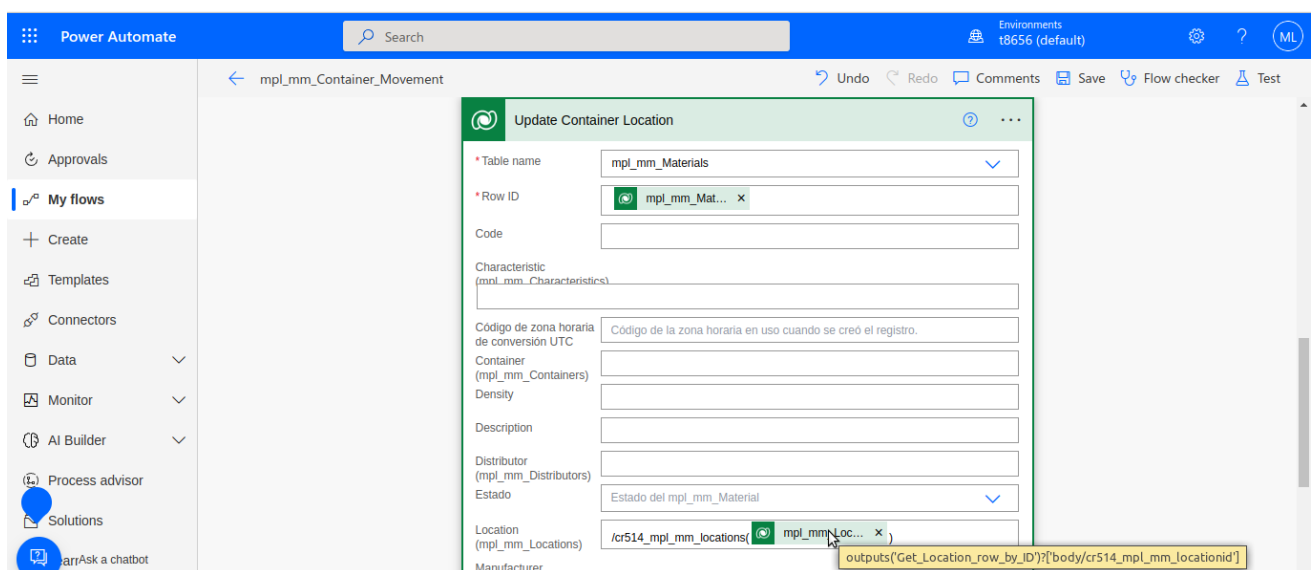 Power Automate
Search
Environments
t8656 (default)
?
ML
mpl_mm_Container_Movement
Undo
Redo
Comments
Save
Flow checker
Test
Home
Approvals
My flows
Create
Templates
Connectors
Data
Monitor
AI Builder
Process advisor
Solutions
earr
Ask a chatbot
Update Container Location
?
...
*Table name
mpl_mm_Materials
*Row ID
mpl_mm_Mat... ×
Code
Characteristic
(mpl_mm_Characteristics)
Código de zona horaria
de conversión UTC
Código de la zona horaria en uso cuando se creó el registro.
Container
(mpl_mm_Containers)
Density
Description
Distributor
(mpl_mm_Distributors)
Estado
Estado del mpl_mm_Material
Location
(mpl_mm_Locations)
/cr514_mpl_mm_locations( mpl_mm_Loc... × )
outputs('Get_Location_row_by_ID')?['body/cr514_mpl_mm_locationid']
Manufacturer